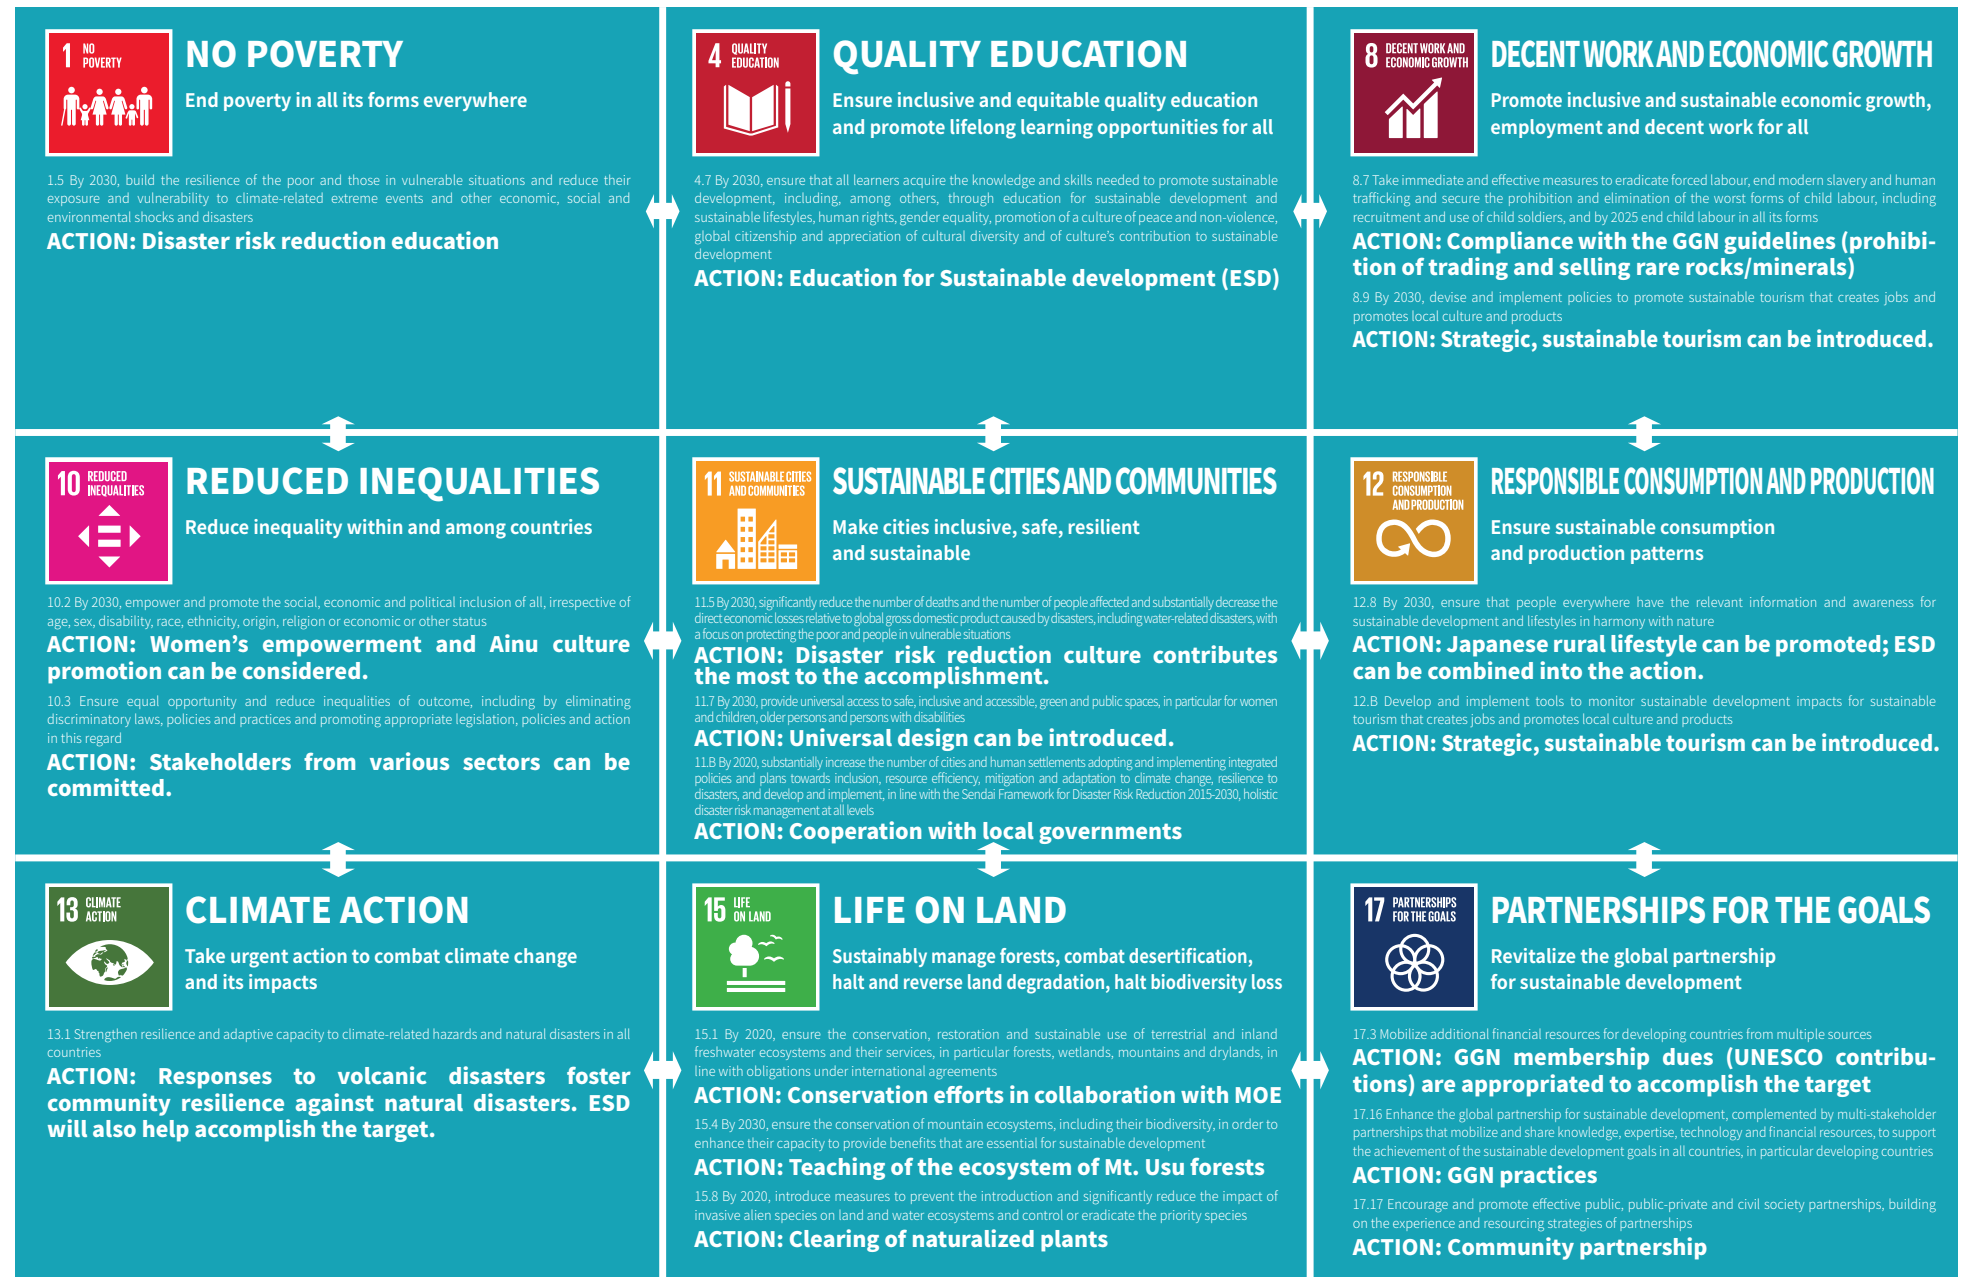 1 NO
POVERTY
NO POVERTY
End poverty in all its forms everywhere
1.5 By 2030, build the resilience of the poor and those in vulnerable situations and reduce their
exposure and vulnerability to climate-related extreme events and other economic, social and
environmental shocks and disasters
ACTION: Disaster risk reduction education
4 QUALITY
EDUCATION
QUALITY EDUCATION
Ensure inclusive and equitable quality education
and promote lifelong learning opportunities for all
4.7 By 2030, ensure that all learners acquire the knowledge and skills needed to promote sustainable
development, including, among others, through education for sustainable development and
sustainable lifestyles, human rights, gender equality, promotion of a culture of peace and non-violence,
global citizenship and appreciation of cultural diversity and of culture's contribution to sustainable
development
ACTION: Education for Sustainable development (ESD)
8 DECENT WORK AND
ECONOMIC GROWTH
DECENT WORK AND ECONOMIC GROWTH
Promote inclusive and sustainable economic growth,
employment and decent work for all
8.7 Take immediate and effective measures to eradicate forced labour, end modern slavery and human
trafficking and secure the prohibition and elimination of the worst forms of child labour, including
recruitment and use of child soldiers, and by 2025 end child labour in all its forms
ACTION: Compliance with the GGN guidelines (prohibi-
tion of trading and selling rare rocks/minerals)
8.9 By 2030, devise and implement policies to promote sustainable tourism that creates jobs and
promotes local culture and products
ACTION: Strategic, sustainable tourism can be introduced.
10 REDUCED
INEQUALITIES
REDUCED INEQUALITIES
Reduce inequality within and among countries
10.2 By 2030, empower and promote the social, economic and political inclusion of all, irrespective of
age, sex, disability, race, ethnicity, origin, religion or economic or other status
ACTION: Women's empowerment and Ainu culture
promotion can be considered.
10.3 Ensure equal opportunity and reduce inequalities of outcome, including by eliminating
discriminatory laws, policies and practices and promoting appropriate legislation, policies and action
in this regard
ACTION: Stakeholders from various sectors can be
committed.
11 SUSTAINABLE CITIES
AND COMMUNITIES
SUSTAINABLE CITIES AND COMMUNITIES
Make cities inclusive, safe, resilient
and sustainable
11.5 By 2030, significantly reduce the number of deaths and the number of people affected and substantially decrease the
direct economic losses relative to global gross domestic product caused by disasters, including water-related disasters, with
a focus on protecting the poor and people in vulnerable situations
ACTION: Disaster risk reduction culture contributes
the most to the accomplishment.
11.7 By 2030, provide universal access to safe, inclusive and accessible, green and public spaces, in particular for women
and children, older persons and persons with disabilities
ACTION: Universal design can be introduced.
11.B By 2020, substantially increase the number of cities and human settlements adopting and implementing integrated
policies and plans towards inclusion, resource efficiency, mitigation and adaptation to climate change, resilience to
disasters, and develop and implement, in line with the Sendai Framework for Disaster Risk Reduction 2015-2030, holistic
disaster risk management at all levels
ACTION: Cooperation with local governments
12 RESPONSIBLE
CONSUMPTION
AND PRODUCTION
RESPONSIBLE CONSUMPTION AND PRODUCTION
Ensure sustainable consumption
and production patterns
12.8 By 2030, ensure that people everywhere have the relevant information and awareness for
sustainable development and lifestyles in harmony with nature
ACTION: Japanese rural lifestyle can be promoted; ESD
can be combined into the action.
12.B Develop and implement tools to monitor sustainable development impacts for sustainable
tourism that creates jobs and promotes local culture and products
ACTION: Strategic, sustainable tourism can be introduced.
13 CLIMATE
ACTION
CLIMATE ACTION
Take urgent action to combat climate change
and its impacts
13.1 Strengthen resilience and adaptive capacity to climate-related hazards and natural disasters in all
countries
ACTION: Responses to volcanic disasters foster
community resilience against natural disasters. ESD
will also help accomplish the target.
15 LIFE
ON LAND
LIFE ON LAND
Sustainably manage forests, combat desertification,
halt and reverse land degradation, halt biodiversity loss
15.1 By 2020, ensure the conservation, restoration and sustainable use of terrestrial and inland
freshwater ecosystems and their services, in particular forests, wetlands, mountains and drylands, in
line with obligations under international agreements
ACTION: Conservation efforts in collaboration with MOE
15.4 By 2030, ensure the conservation of mountain ecosystems, including their biodiversity, in order to
enhance their capacity to provide benefits that are essential for sustainable development
ACTION: Teaching of the ecosystem of Mt. Usu forests
15.8 By 2020, introduce measures to prevent the introduction and significantly reduce the impact of
invasive alien species on land and water ecosystems and control or eradicate the priority species
ACTION: Clearing of naturalized plants
17 PARTNERSHIPS
FOR THE GOALS
PARTNERSHIPS FOR THE GOALS
Revitalize the global partnership
for sustainable development
17.3 Mobilize additional financial resources for developing countries from multiple sources
ACTION: GGN membership dues (UNESCO contribu-
tions) are appropriated to accomplish the target
17.16 Enhance the global partnership for sustainable development, complemented by multi-stakeholder
partnerships that mobilize and share knowledge, expertise, technology and financial resources, to support
the achievement of the sustainable development goals in all countries, in particular developing countries
ACTION: GGN practices
17.17 Encourage and promote effective public, public-private and civil society partnerships, building
on the experience and resourcing strategies of partnerships
ACTION: Community partnership